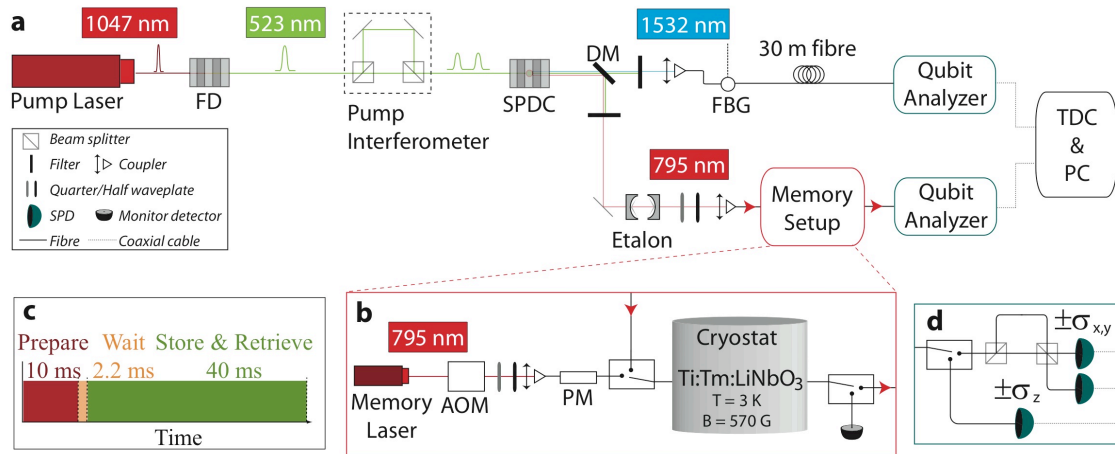 a
1047 nm
523 nm
1532 nm
30 m fibre
DM
Qubit
Analyzer
Pump Laser
FD
Pump
Interferometer
SPDC
FBG
TDC
&
PC
Beam splitter
Filter
Coupler
Quarter/Half waveplate
SPD
Monitor detector
Fibre
Coaxial cable
795 nm
Etalon
Memory
Setup
Qubit
Analyzer
c
Prepare
Wait
Store & Retrieve
10 ms
2.2 ms
40 ms
Time
b
795 nm
Memory
Laser
AOM
PM
Cryostat
Ti:Tm:LiNbO₃
T = 3 K
B = 570 G
d
±σx,y
±σz